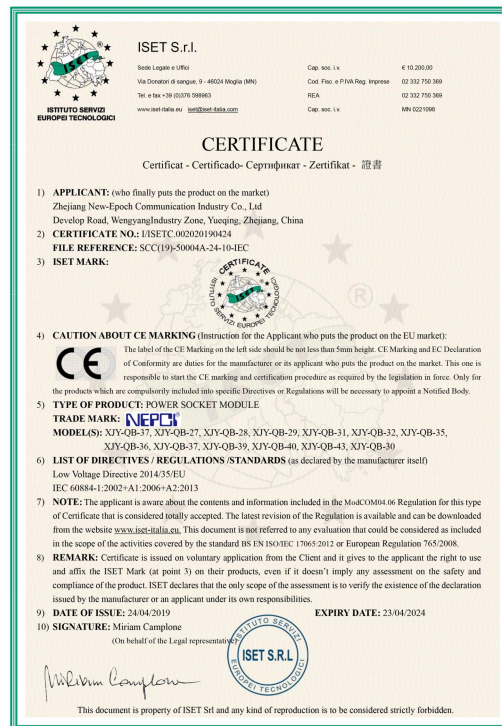 ISET
ISTITUTO SERVIZI
EUROPEI TECNOLOGICI
ISET S.r.l.
Sede Legale e Uffici
Via Donatori di sangue, 9 - 46024 Moglia (MN)
Tel. e fax +39 (0)376 598963
www.iset-italia.eu iset@iset-italia.com
Cap. soc. i.v. € 10.200,00
Cod. Fisc. e P.IVA Reg. Imprese 02 332 750 369
REA 02 332 750 369
Cap. soc. i.v. MN 0221098
CERTIFICATE
Certificat - Certificado- Сертификат - Zertifikat - 證書
1) APPLICANT: (who finally puts the product on the market)
Zhejiang New-Epoch Communication Industry Co., Ltd
Develop Road, WengyangIndustry Zone, Yueqing, Zhejiang, China
2) CERTIFICATE NO.: I/ISETC.002020190424
FILE REFERENCE: SCC(19)-50004A-24-10-IEC
3) ISET MARK:
CERTIFICATE
ISET
ISTITUTO SERVIZI EUROPEI
4) CAUTION ABOUT CE MARKING (Instruction for the Applicant who puts the product on the EU market):
CE
The label of the CE Marking on the left side should be not less than 5mm height. CE Marking and EC Declaration
of Conformity are duties for the manufacturer or its applicant who puts the product on the market. This one is
responsible to start the CE marking and certification procedure as required by the legislation in force. Only for
the products which are compulsorily included into specific Directives or Regulations will be necessary to appoint a Notified Body.
5) TYPE OF PRODUCT: POWER SOCKET MODULE
TRADE MARK: NEPCI®
MODEL(S): XJY-QB-37, XJY-QB-27, XJY-QB-28, XJY-QB-29, XJY-QB-31, XJY-QB-32, XJY-QB-35,
XJY-QB-36, XJY-QB-37, XJY-QB-39, XJY-QB-40, XJY-QB-43, XJY-QB-30
6) LIST OF DIRECTIVES / REGULATIONS /STANDARDS (as declared by the manufacturer itself)
Low Voltage Directive 2014/35/EU
IEC 60884-1:2002+A1:2006+A2:2013
7) NOTE: The applicant is aware about the contents and information included in the ModCOM04.06 Regulation for this type
of Certificate that is considered totally accepted. The latest revision of the Regulation is available and can be downloaded
from the website www.iset-italia.eu. This document is not referred to any evaluation that could be considered as included
in the scope of the activities covered by the standard BS EN ISO/IEC 17065:2012 or European Regulation 765/2008.
8) REMARK: Certificate is issued on voluntary application from the Client and it gives to the applicant the right to use
and affix the ISET Mark (at point 3) on their products, even if it doesn't imply any assessment on the safety and
compliance of the product. ISET declares that the only scope of the assessment is to verify the existence of the declaration
issued by the manufacturer or an applicant under its own responsibilities.
9) DATE OF ISSUE: 24/04/2019 EXPIRY DATE: 23/04/2024
10) SIGNATURE: Miriam Camplone
(On behalf of the Legal representative)
ISTITUTO SERVIZI
ISET S.R.L
EUROPEI TECNOLOGICI
Miriam Camplone
This document is property of ISET Srl and any kind of reproduction is to be considered strictly forbidden.